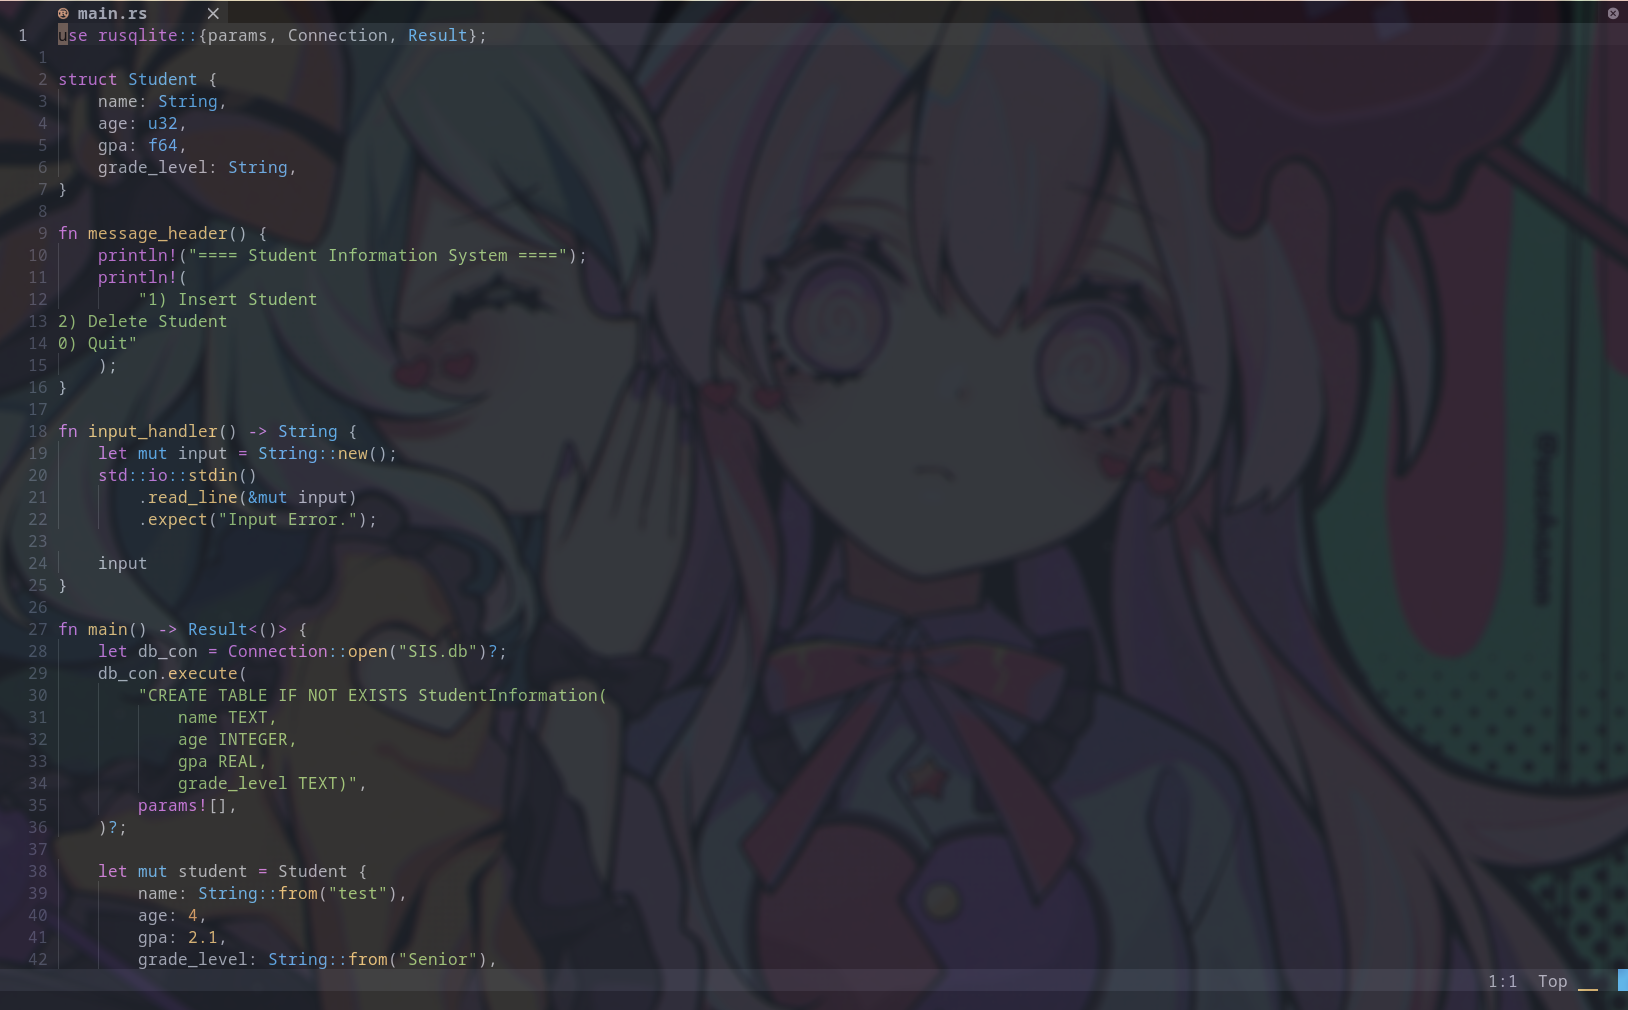 main.rs
1 use rusqlite::{params, Connection, Result};
1
2 struct Student {
3     name: String,
4     age: u32,
5     gpa: f64,
6     grade_level: String,
7 }
8
9 fn message_header() {
10     println!("==== Student Information System ====");
11     println!(
12         "1) Insert Student
13 2) Delete Student
14 0) Quit"
15     );
16 }
17
18 fn input_handler() -> String {
19     let mut input = String::new();
20     std::io::stdin()
21         .read_line(&mut input)
22         .expect("Input Error.");
23
24     input
25 }
26
27 fn main() -> Result<()> {
28     let db_con = Connection::open("SIS.db")?;
29     db_con.execute(
30         "CREATE TABLE IF NOT EXISTS StudentInformation(
31             name TEXT,
32             age INTEGER,
33             gpa REAL,
34             grade_level TEXT)",
35         params![],
36     )?;
37
38     let mut student = Student {
39         name: String::from("test"),
40         age: 4,
41         gpa: 2.1,
42         grade_level: String::from("Senior"),
1:1 Top